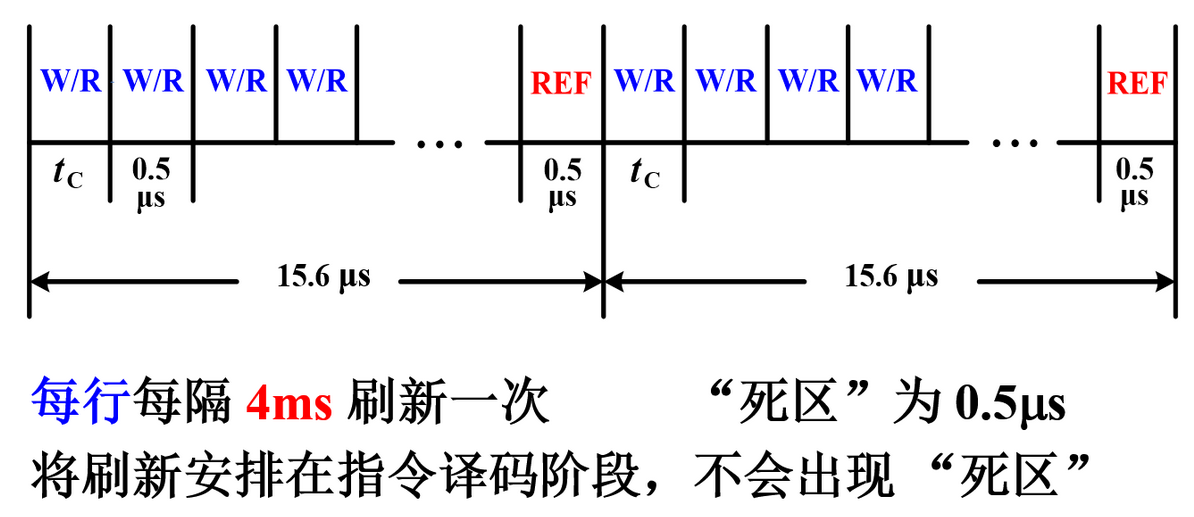 W/R W/R W/R W/R REF W/R W/R W/R W/R REF
tC 0.5 μs ... 0.5 μs tC ... 0.5 μs
15.6 μs 15.6 μs
每行每隔 4ms 刷新一次 “死区”为 0.5μs
将刷新安排在指令译码阶段，不会出现 “死区”